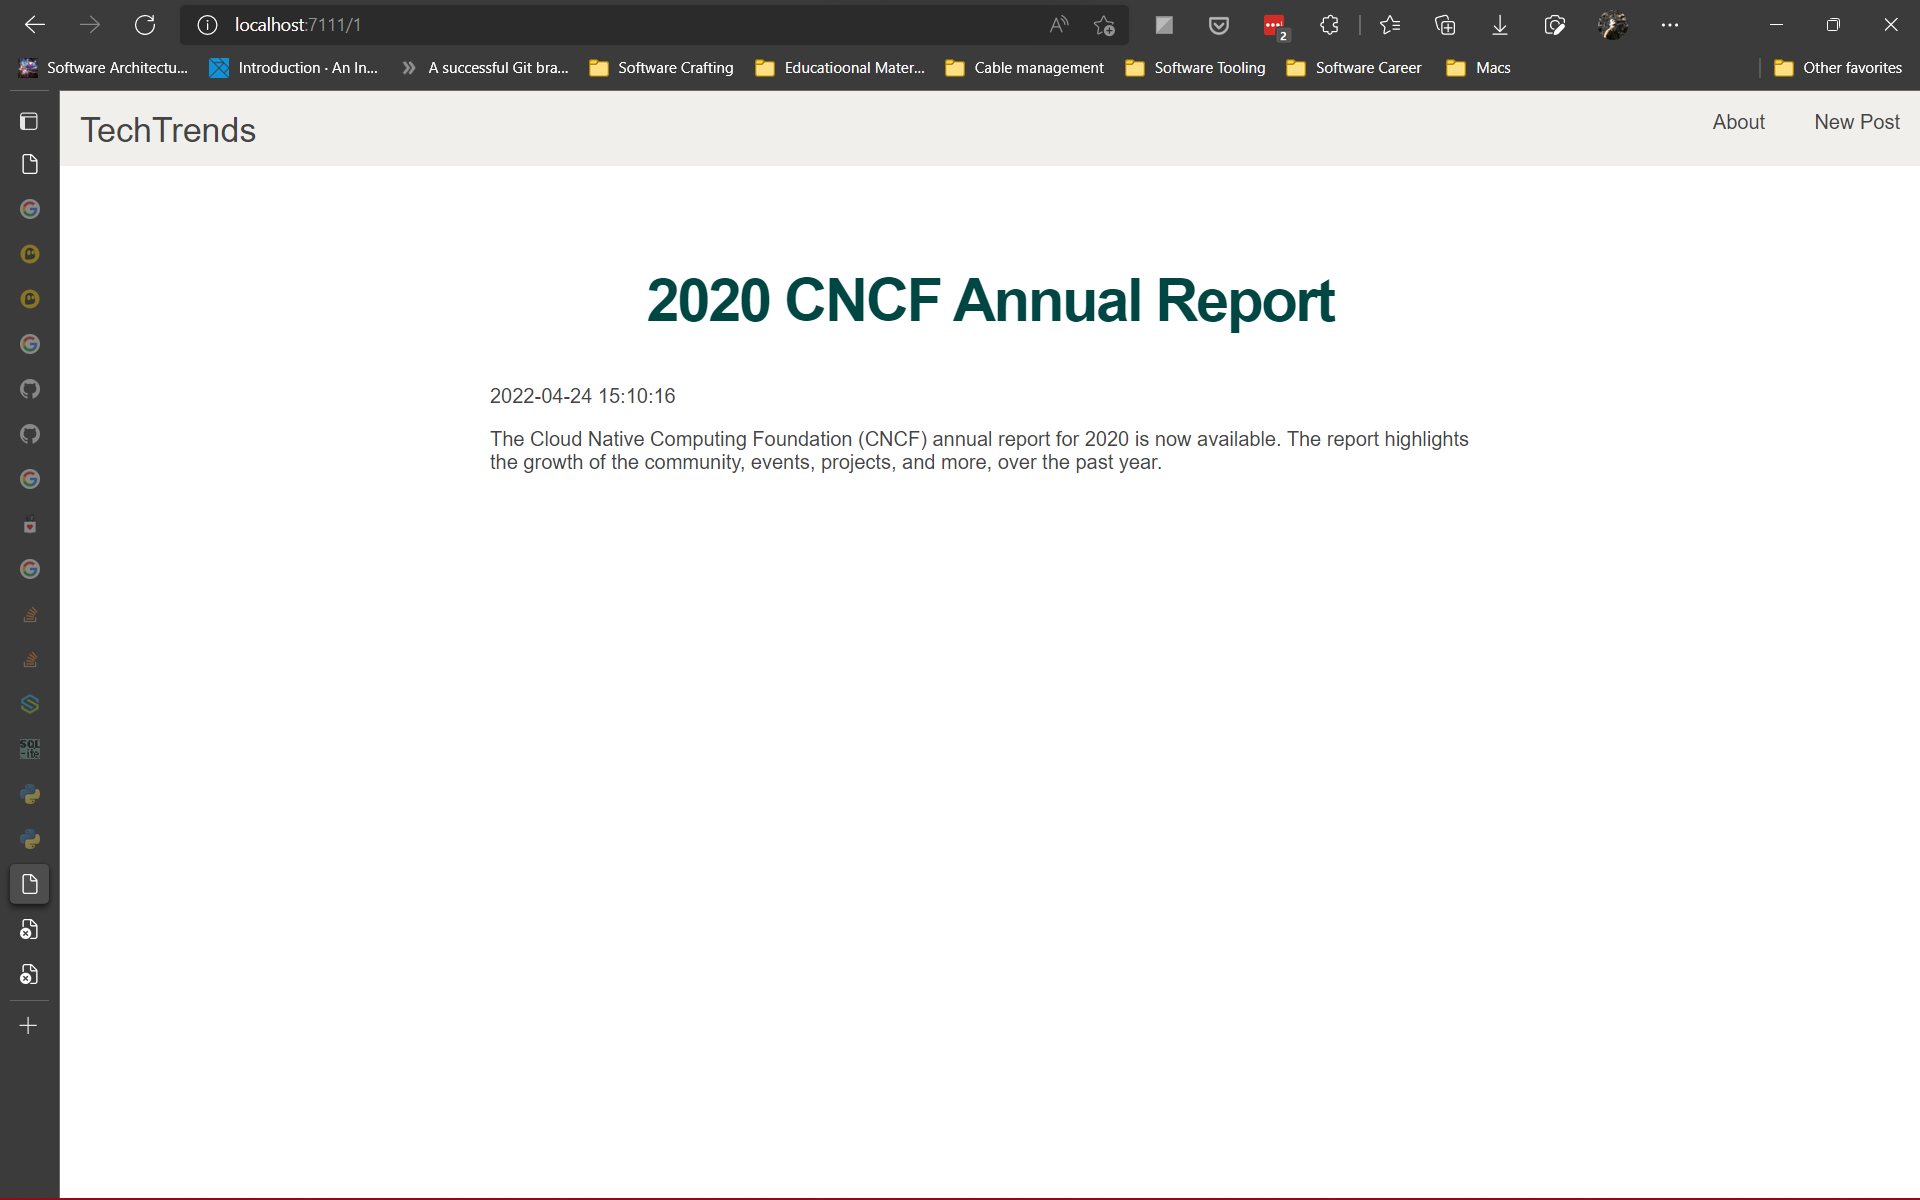 localhost:7111/1
2
Software Architectu...
Introduction · An In...
A successful Git bra...
Software Crafting
Educatioonal Mater...
Cable management
Software Tooling
Software Career
Macs
Other favorites
TechTrends
About
New Post
2020 CNCF Annual Report
2022-04-24 15:10:16
The Cloud Native Computing Foundation (CNCF) annual report for 2020 is now available. The report highlights
the growth of the community, events, projects, and more, over the past year.
SQL
-ite